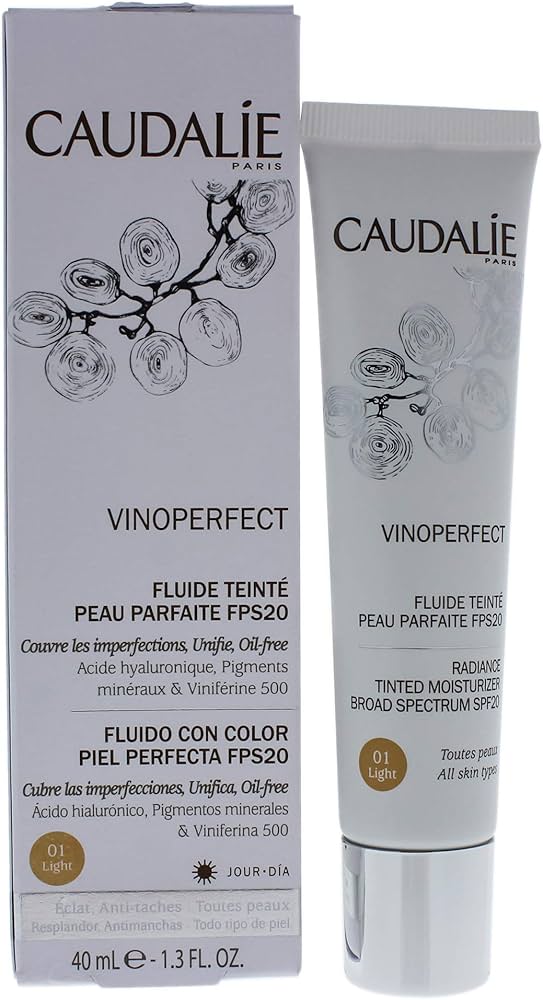 CAUDALÍE
PARIS
VINOPERFECT
FLUIDE TEINTÉ
PEAU PARFAITE FPS20
Couvre les imperfections, Unifie, Oil-free
Acide hyaluronique, Pigments
minéraux & Viniférine 500
FLUIDO CON COLOR
PIEL PERFECTA FPS20
Cubre las imperfecciones, Unifica, Oil-free
Ácido hialurónico, Pigmentos minerales
& Viniferina 500
01
Light
JOUR·DÍA
Éclat, Anti-taches - Toutes peaux
Resplandor, Antimanchas - Todo tipo de piel
40 mL e - 1.3 FL. OZ.
CAUDALÍE
PARIS
VINOPERFECT
FLUIDE TEINTÉ
PEAU PARFAITE FPS20
RADIANCE
TINTED MOISTURIZER
BROAD SPECTRUM SPF20
01
Light
Toutes peaux
All skin types